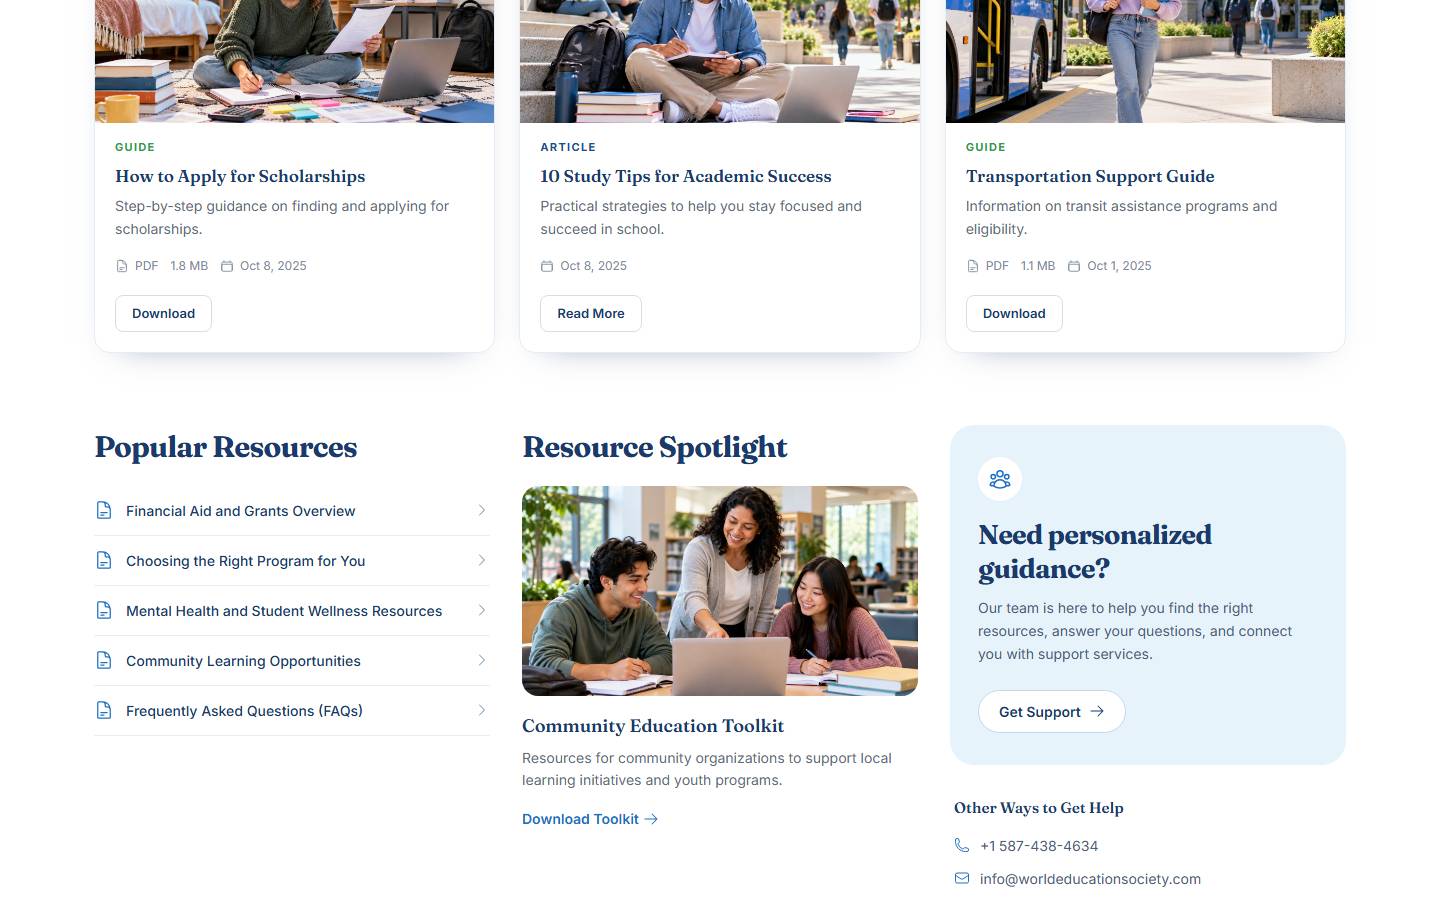 GUIDE
How to Apply for Scholarships
Step-by-step guidance on finding and applying for
scholarships.
PDF 1.8 MB Oct 8, 2025
Download
ARTICLE
10 Study Tips for Academic Success
Practical strategies to help you stay focused and
succeed in school.
Oct 8, 2025
Read More
GUIDE
Transportation Support Guide
Information on transit assistance programs and
eligibility.
PDF 1.1 MB Oct 1, 2025
Download
Popular Resources
Financial Aid and Grants Overview
Choosing the Right Program for You
Mental Health and Student Wellness Resources
Community Learning Opportunities
Frequently Asked Questions (FAQs)
Resource Spotlight
Community Education Toolkit
Resources for community organizations to support local
learning initiatives and youth programs.
Download Toolkit
Need personalized
guidance?
Our team is here to help you find the right
resources, answer your questions, and connect
you with support services.
Get Support
Other Ways to Get Help
+1 587-438-4634
info@worldeducationsociety.com